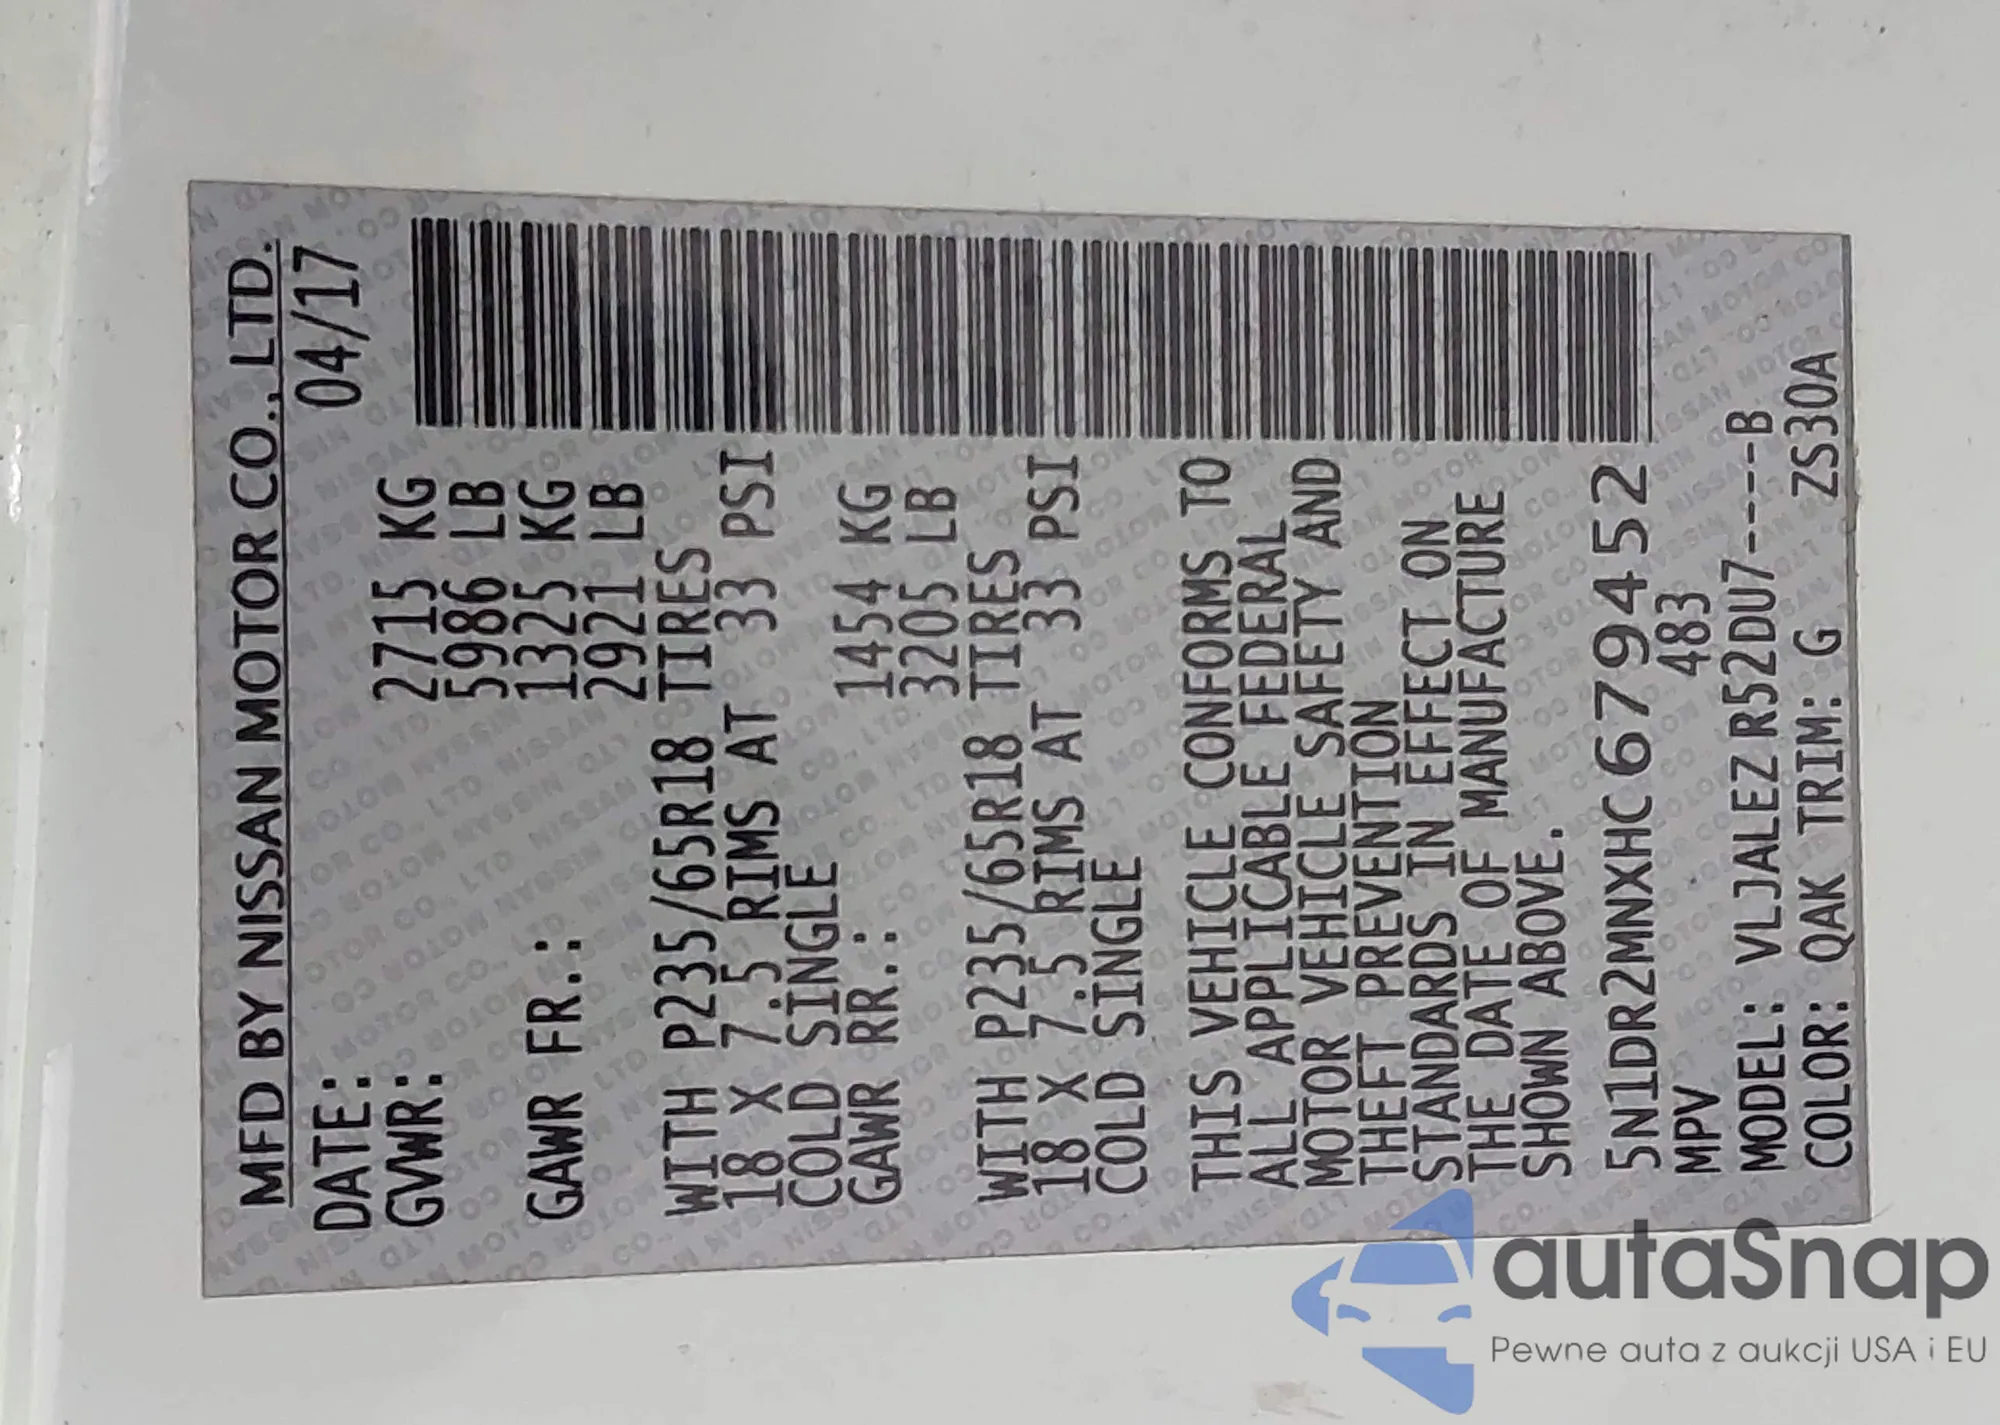 MFD BY NISSAN MOTOR CO., LTD.
DATE: 04/17
GVWR: 2715 KG
5986 LB
GAWR FR.: 1325 KG
2921 LB
WITH P235/65R18 TIRES
18 X 7.5 RIMS AT 33 PSI
COLD SINGLE
GAWR RR.: 1454 KG
3205 LB
WITH P235/65R18 TIRES
18 X 7.5 RIMS AT 33 PSI
COLD SINGLE
THIS VEHICLE CONFORMS TO
ALL APPLICABLE FEDERAL
MOTOR VEHICLE SAFETY AND
THEFT PREVENTION
STANDARDS IN EFFECT ON
THE DATE OF MANUFACTURE
SHOWN ABOVE.
5N1DR2MNXHC679452
MPV 483
MODEL: VLJALEZ R52DU7----B
COLOR: QAK TRIM: G ZS30A
autaSnap
Pewne auta z aukcji USA i EU